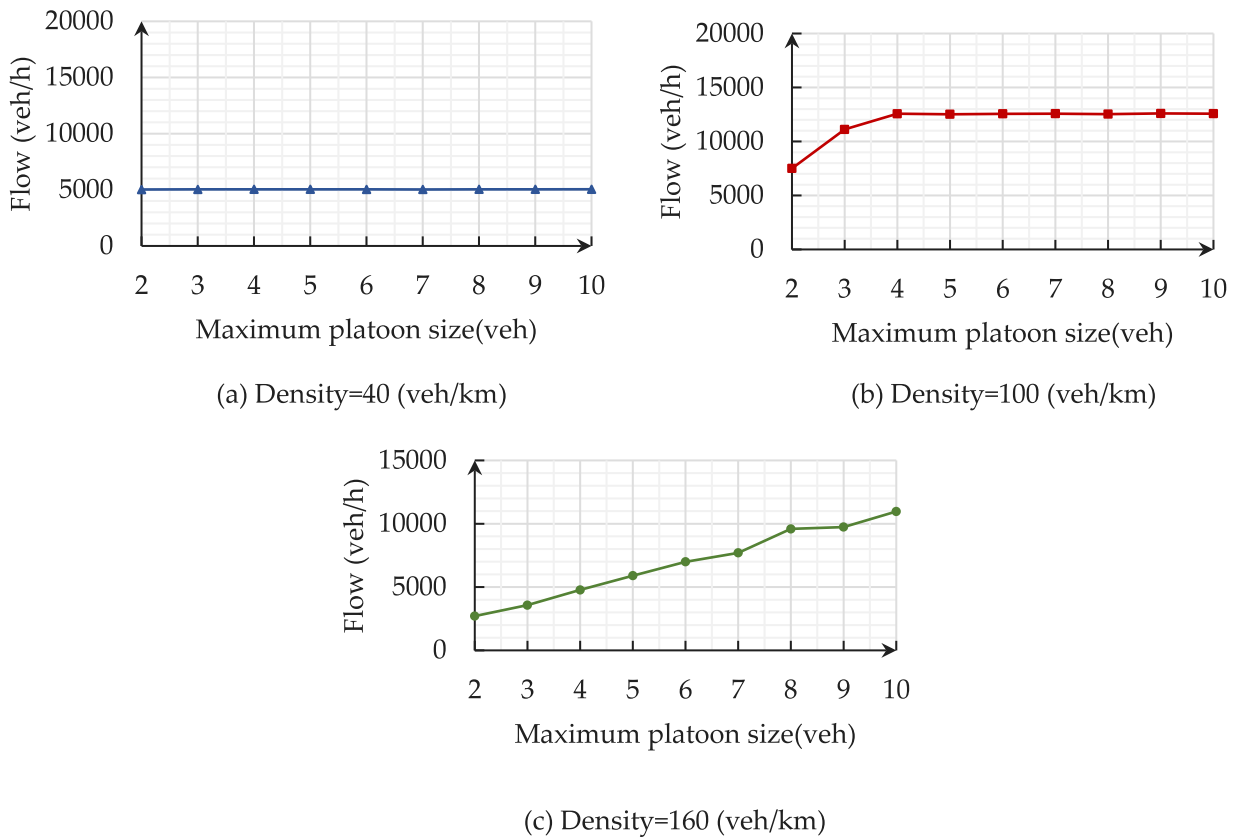 20000
15000
10000
5000
0
Flow (veh/h)
2 3 4 5 6 7 8 9 10
Maximum platoon size(veh)
(a) Density=40 (veh/km)
20000
15000
10000
5000
0
Flow (veh/h)
2 3 4 5 6 7 8 9 10
Maximum platoon size(veh)
(b) Density=100 (veh/km)
15000
10000
5000
0
Flow (veh/h)
2 3 4 5 6 7 8 9 10
Maximum platoon size(veh)
(c) Density=160 (veh/km)